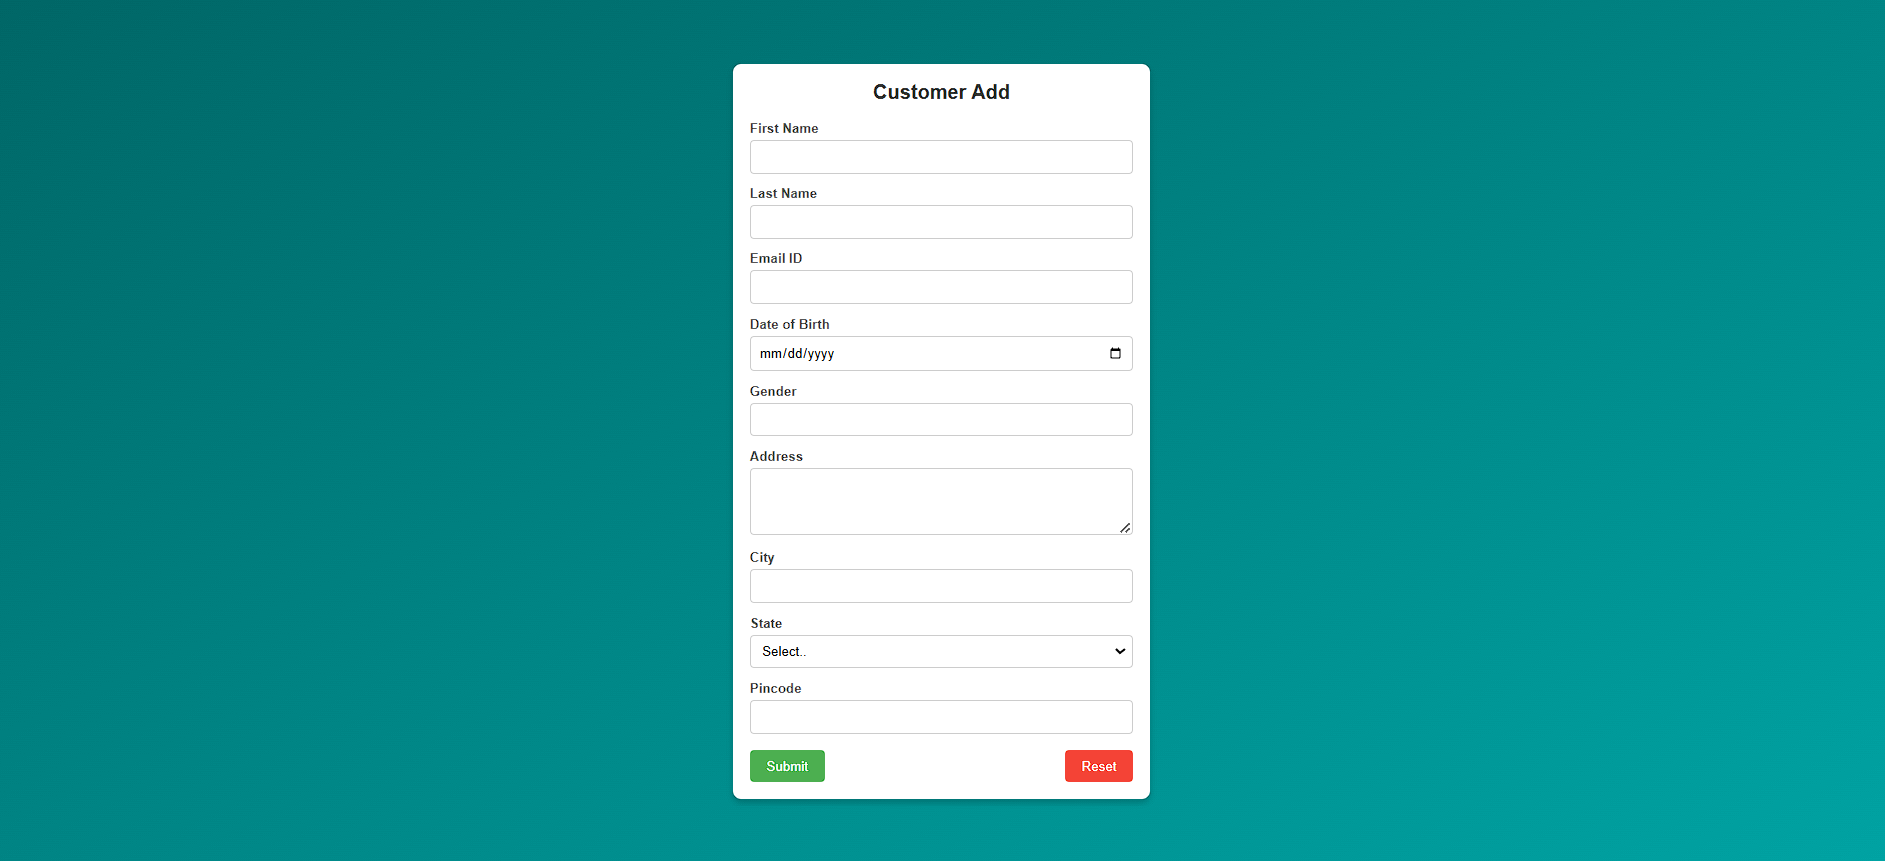 Customer Add
First Name
Last Name
Email ID
Date of Birth
mm/dd/yyyy
Gender
Address
City
State
Select..
Pincode
Submit Reset